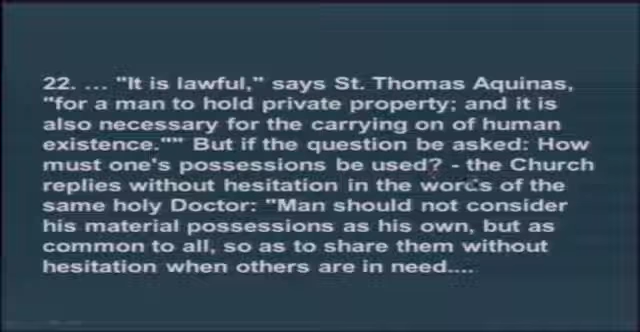 22. ... "It is lawful," says St. Thomas Aquinas,
"for a man to hold private property; and it is
also necessary for the carrying on of human
existence."" But if the question be asked: How
must one's possessions be used? - the Church
replies without hesitation in the words of the
same holy Doctor: "Man should not consider
his material possessions as his own, but as
common to all, so as to share them without
hesitation when others are in need....